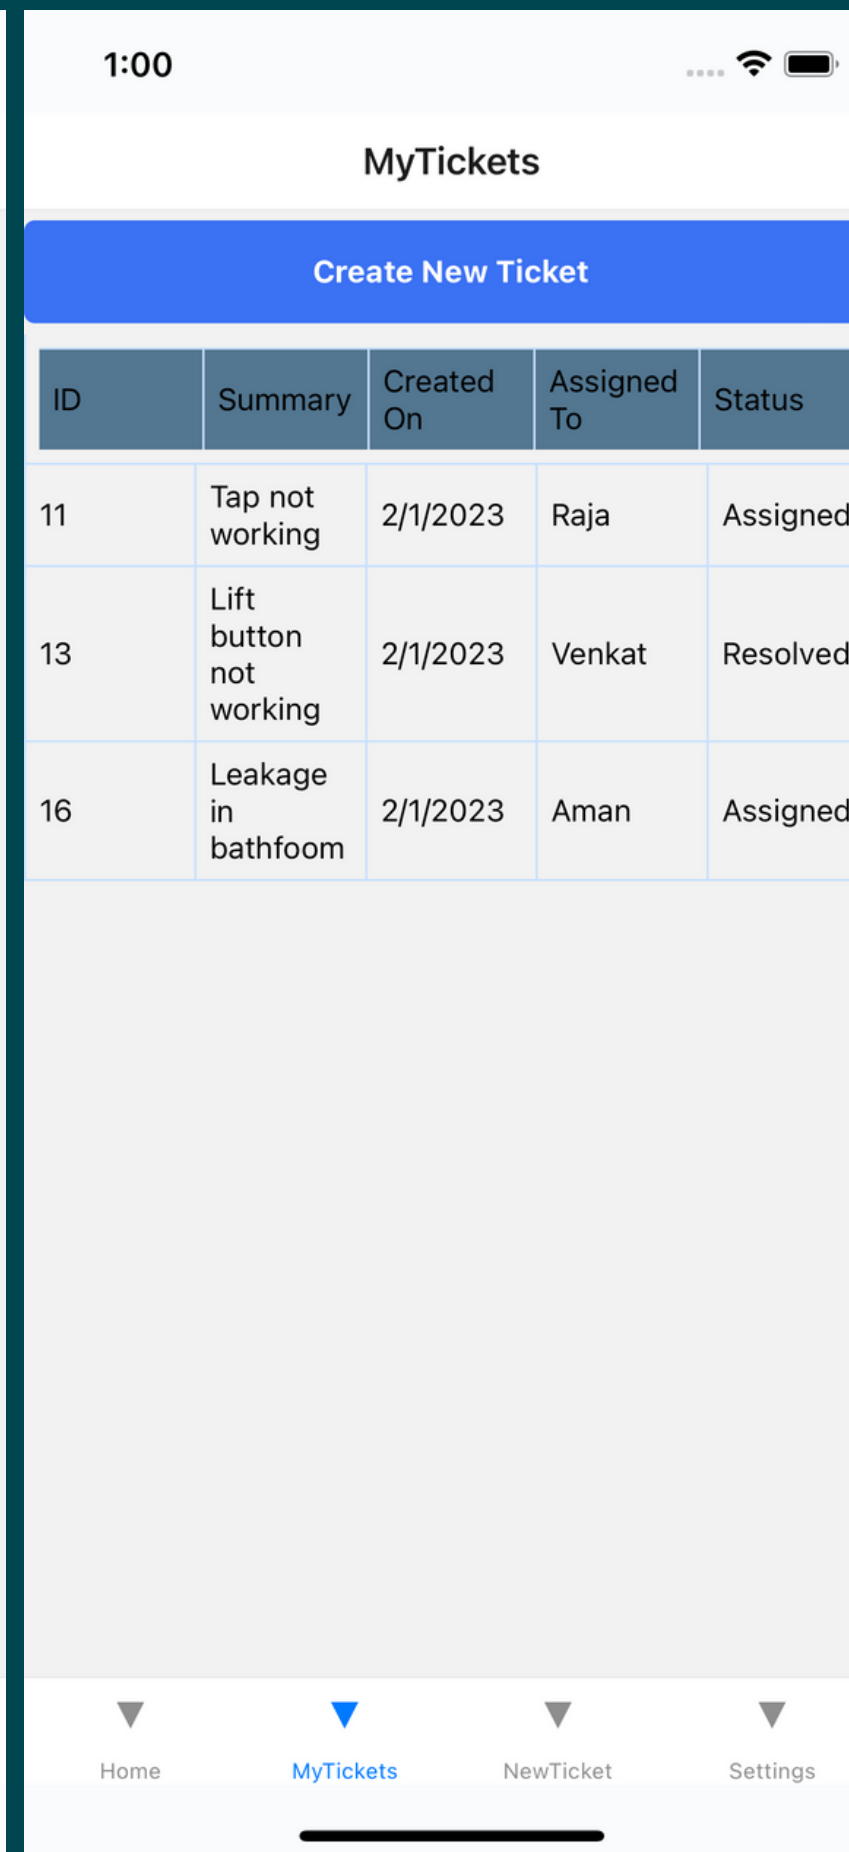 1:00
MyTickets
Create New Ticket
ID Summary Created On Assigned To Status
11 Tap not working 2/1/2023 Raja Assigned
13 Lift button not working 2/1/2023 Venkat Resolved
16 Leakage in bathfoom 2/1/2023 Aman Assigned
Home MyTickets NewTicket Settings